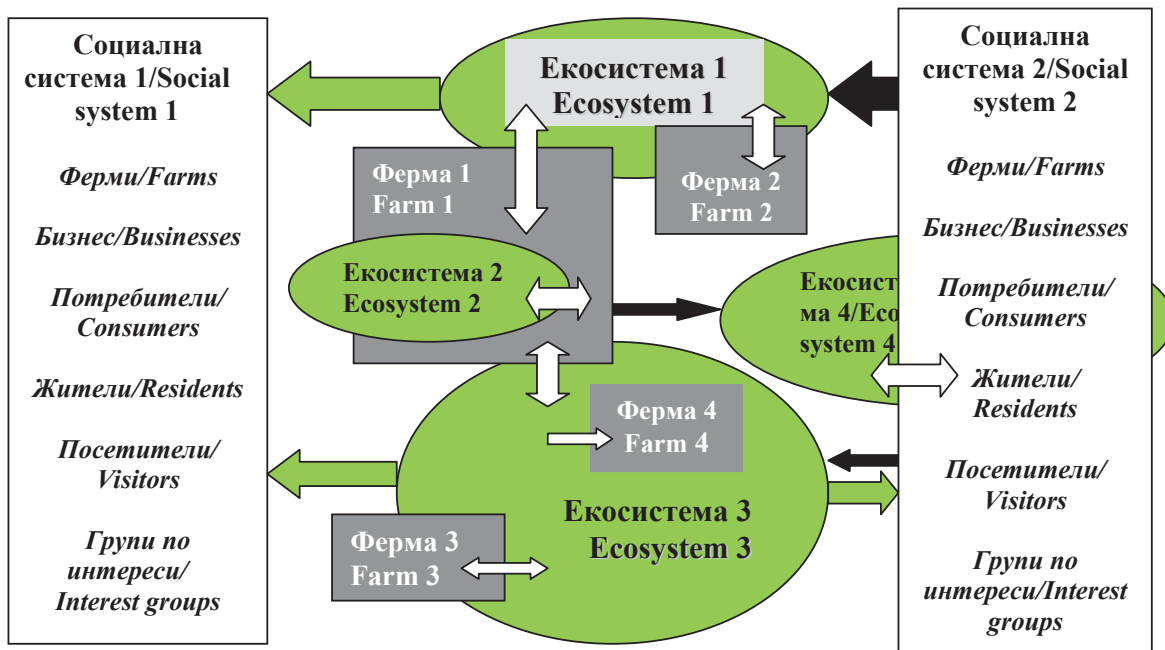 Социална
система 1/Social
system 1
Ферми/Farms
Бизнес/Businesses
Потребители/
Consumers
Жители/Residents
Посетители/
Visitors
Групи по
интереси/
Interest groups
Екосистема 1
Ecosystem 1
Ферма 1
Farm 1
Ферма 2
Farm 2
Екосистема 2
Ecosystem 2
Екосист
ма 4/Eco
system 4
Ферма 4
Farm 4
Екосистема 3
Ecosystem 3
Ферма 3
Farm 3
Социална
система 2/Social
system 2
Ферми/Farms
Бизнес/Businesses
Потребители/
Consumers
Жители/
Residents
Посетители/
Visitors
Групи по
интереси/Interest
groups